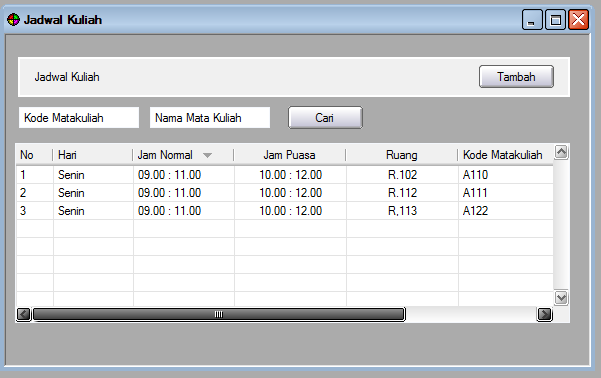 Jadwal Kuliah
Jadwal Kuliah Tambah
Kode Matakuliah Nama Mata Kuliah Cari
No Hari Jam Normal Jam Puasa Ruang Kode Matakuliah
1 Senin 09.00 : 11.00 10.00 : 12.00 R.102 A110
2 Senin 09.00 : 11.00 10.00 : 12.00 R.112 A111
3 Senin 09.00 : 11.00 10.00 : 12.00 R,113 A122